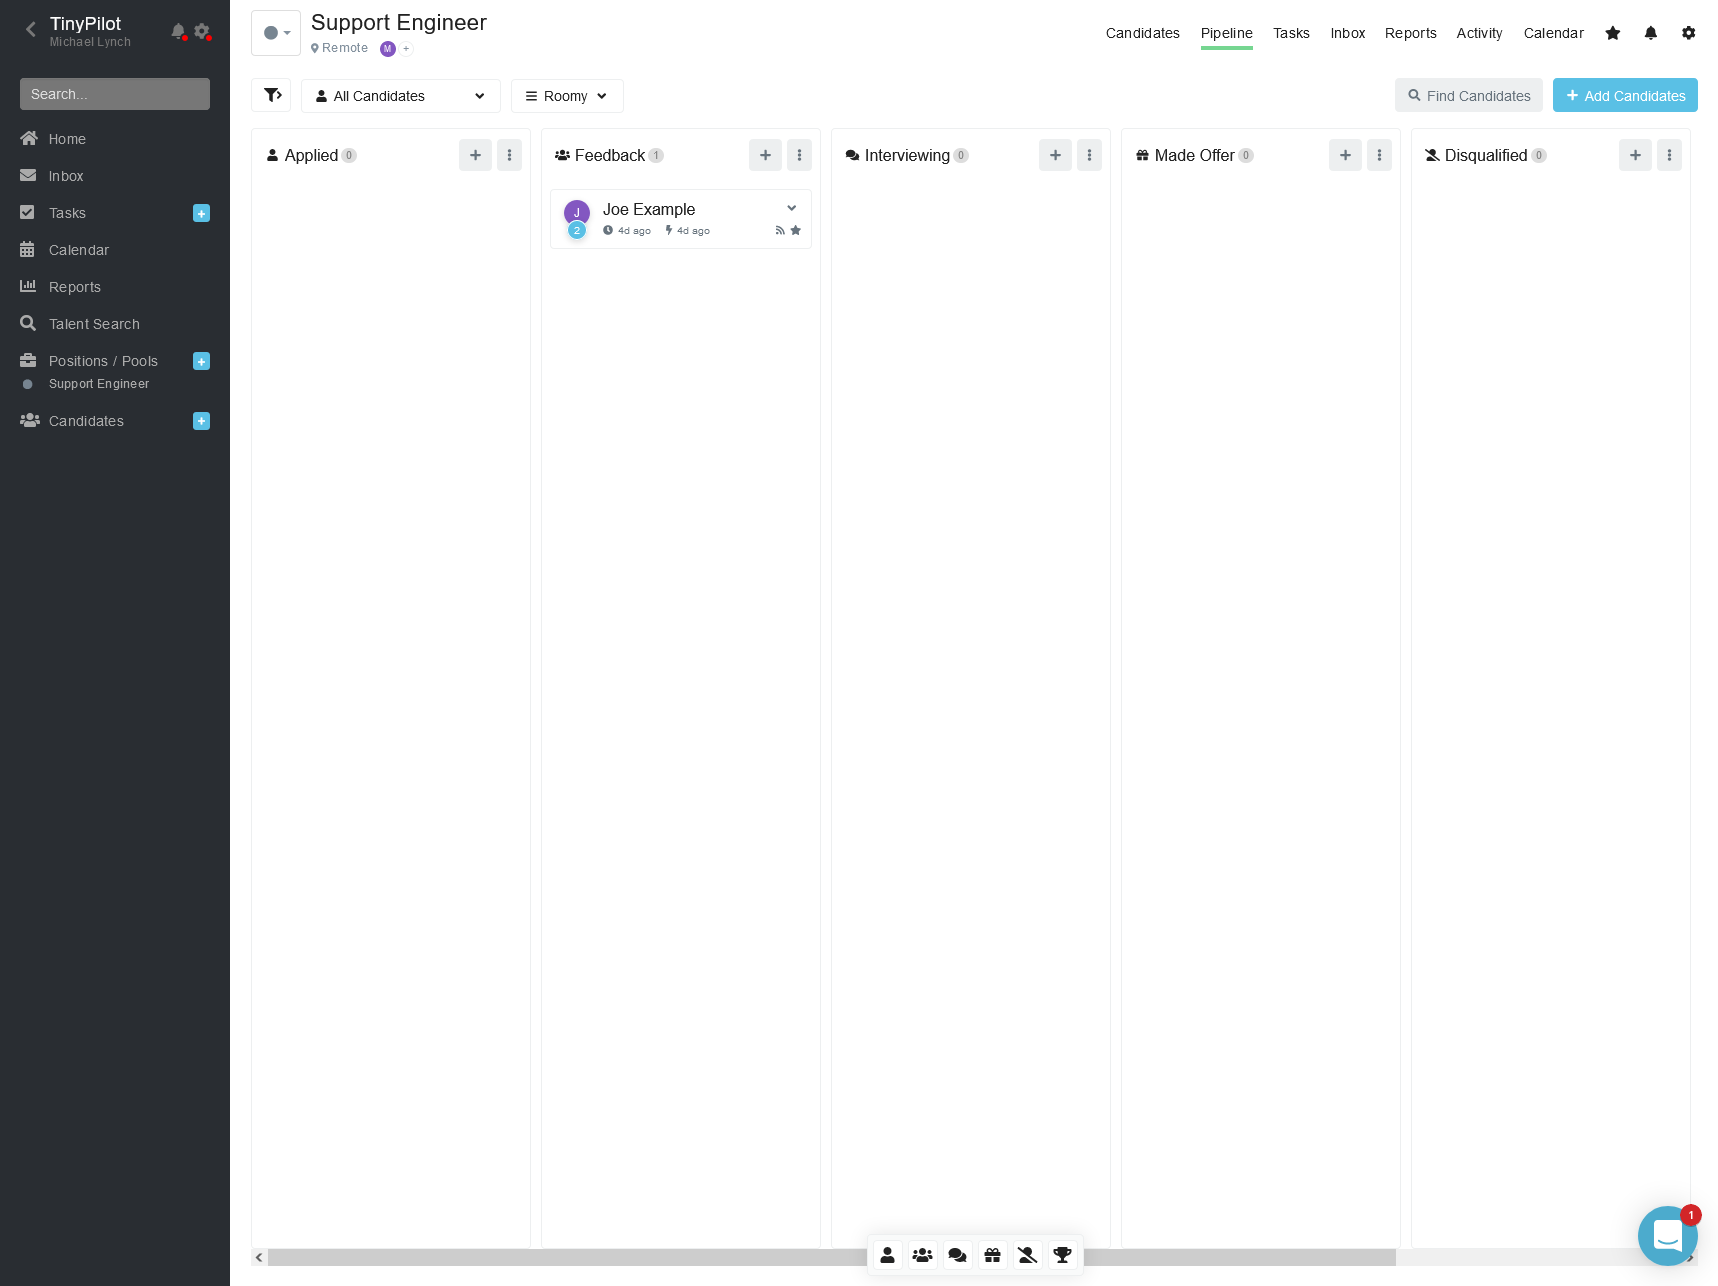 TinyPilot
Michael Lynch
Search...
Home
Inbox
Tasks
Calendar
Reports
Talent Search
Positions / Pools
Support Engineer
Candidates
Support Engineer
Remote M +
Candidates Pipeline Tasks Inbox Reports Activity Calendar
All Candidates Roomy
Find Candidates Add Candidates
Applied 0 Feedback 1 Interviewing 0 Made Offer 0 Disqualified 0
J Joe Example
2 4d ago 4d ago
1